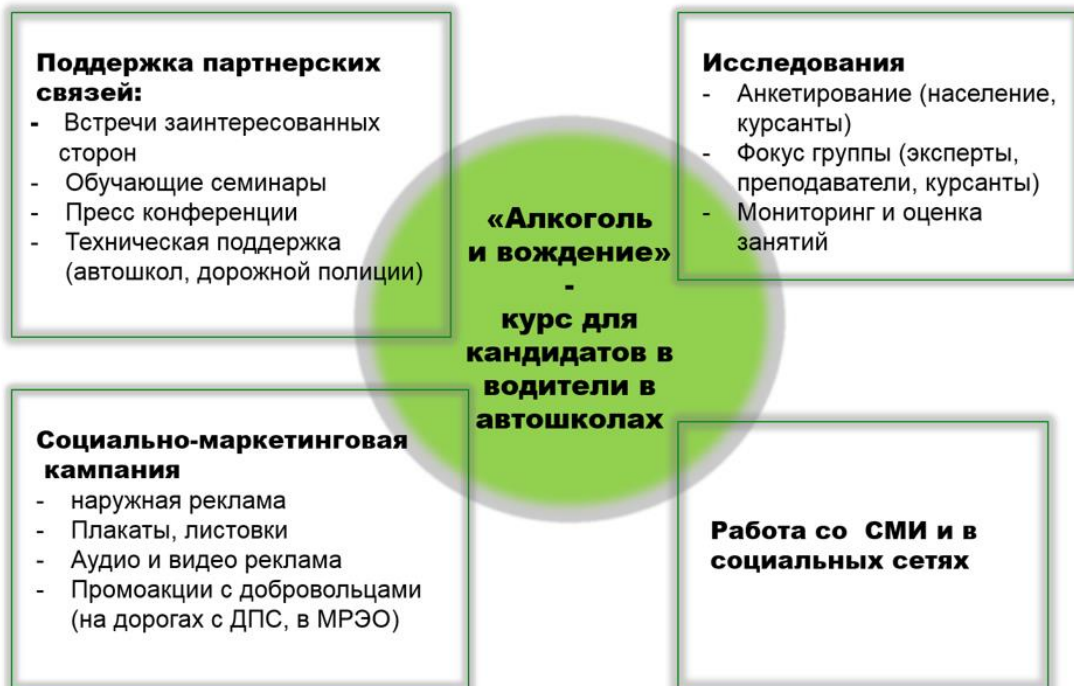 Поддержка партнерских
связей:
- Встречи заинтересованных
сторон
- Обучающие семинары
- Пресс конференции
- Техническая поддержка
(автошкол, дорожной полиции)
Исследования
- Анкетирование (население,
курсанты)
- Фокус группы (эксперты,
преподаватели, курсанты)
- Мониторинг и оценка
занятий
«Алкоголь
и вождение»
-
курс для
кандидатов в
водители в
автошколах
Социально-маркетинговая
кампания
- наружная реклама
- Плакаты, листовки
- Аудио и видео реклама
- Промоакции с добровольцами
(на дорогах с ДПС, в МРЭО)
Работа со СМИ и в
социальных сетях